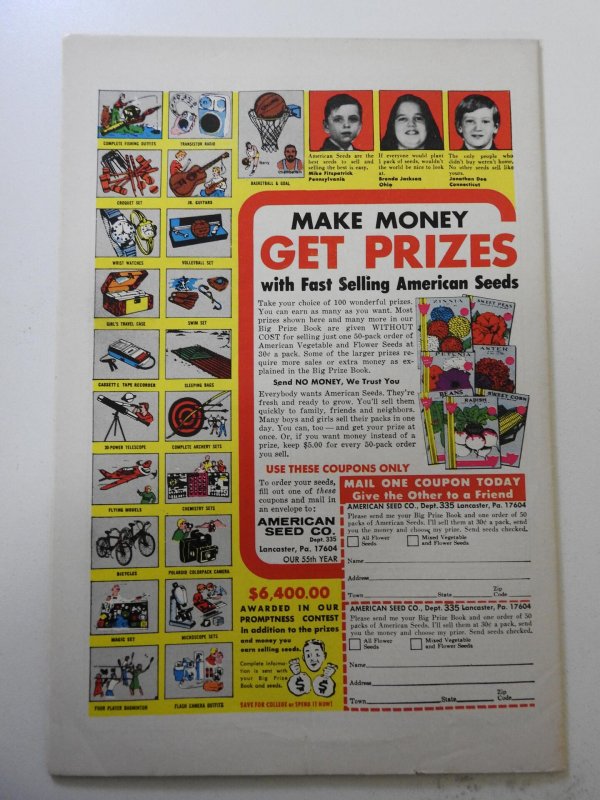 COMPLETE FISHING OUTFITS
TRANSISTOR RADIO
CROQUET SET
JR. GUITARS
WRIST WATCHES
VOLLEYBALL SET
GIRL'S TRAVEL CASE
SWIM SET
CASSETTE TAPE RECORDER
SLEEPING BAGS
30-POWER TELESCOPE
COMPLETE ARCHERY SETS
FLYING MODELS
CHEMISTRY SETS
BICYCLES
POLAROID COLORPACK CAMERA
MAGIC SET
MICROSCOPE SETS
FOUR PLAYER BADMINTON
FLASH CAMERA OUTFITS
BASKETBALL & GOAL
American Seeds are the
best seeds to sell and
selling the best is easy.
Mike Fitzpatrick
Pennsylvania
If everyone would plant
1 pack of seeds, wouldn't
the world be nice to look
at.
Brenda Jackson
Ohio
The only people who
didn't buy weren't home.
No other seeds sell like
yours.
Jonathan Dee
Connecticut
MAKE MONEY
GET PRIZES
with Fast Selling American Seeds
Take your choice of 100 wonderful prizes.
You can earn as many as you want. Most
prizes shown here and many more in our
Big Prize Book are given WITHOUT
COST for selling just one 50-pack order of
American Vegetable and Flower Seeds at
30¢ a pack. Some of the larger prizes re-
quire more sales or extra money as ex-
plained in the Big Prize Book.
Send NO MONEY, We Trust You
Everybody wants American Seeds. They're
fresh and ready to grow. You'll sell them
quickly to family, friends and neighbors.
Many boys and girls sell their packs in one
day. You can, too — and get your prize at
once. Or, if you want money instead of a
prize, keep $5.00 for every 50-pack order
you sell.
ZINNIA
SWEET PEAS
PETUNIA
ASTER
BEANS
RADISH
SWEET CORN
USE THESE COUPONS ONLY
To order your seeds,
fill out one of these
coupons and mail in
an envelope to:
AMERICAN
SEED CO.
Dept. 335
Lancaster, Pa. 17604
OUR 55th YEAR
$6,400.00
AWARDED IN OUR
PROMPTNESS CONTEST
In addition to the prizes
and money you
earn selling seeds.
Complete informa-
tion is sent with
your Big Prize
Book and seeds.
SAVE FOR COLLEGE or SPEND IT NOW!
MAIL ONE COUPON TODAY
Give the Other to a Friend
AMERICAN SEED CO., Dept. 335 Lancaster, Pa. 17604
Please send me your Big Prize Book and one order of 50
packs of American Seeds. I'll sell them at 30¢ a pack, send
you the money and choose my prize. Send seeds checked.
All Flower Seeds
Mixed Vegetable and Flower Seeds
Name
Address
Town State Zip Code
AMERICAN SEED CO., Dept. 335 Lancaster, Pa. 17604
Please send me your Big Prize Book and one order of 50
packs of American Seeds. I'll sell them at 30¢ a pack, send
you the money and choose my prize. Send seeds checked.
All Flower Seeds
Mixed Vegetable and Flower Seeds
Name
Address
Town State Zip Code